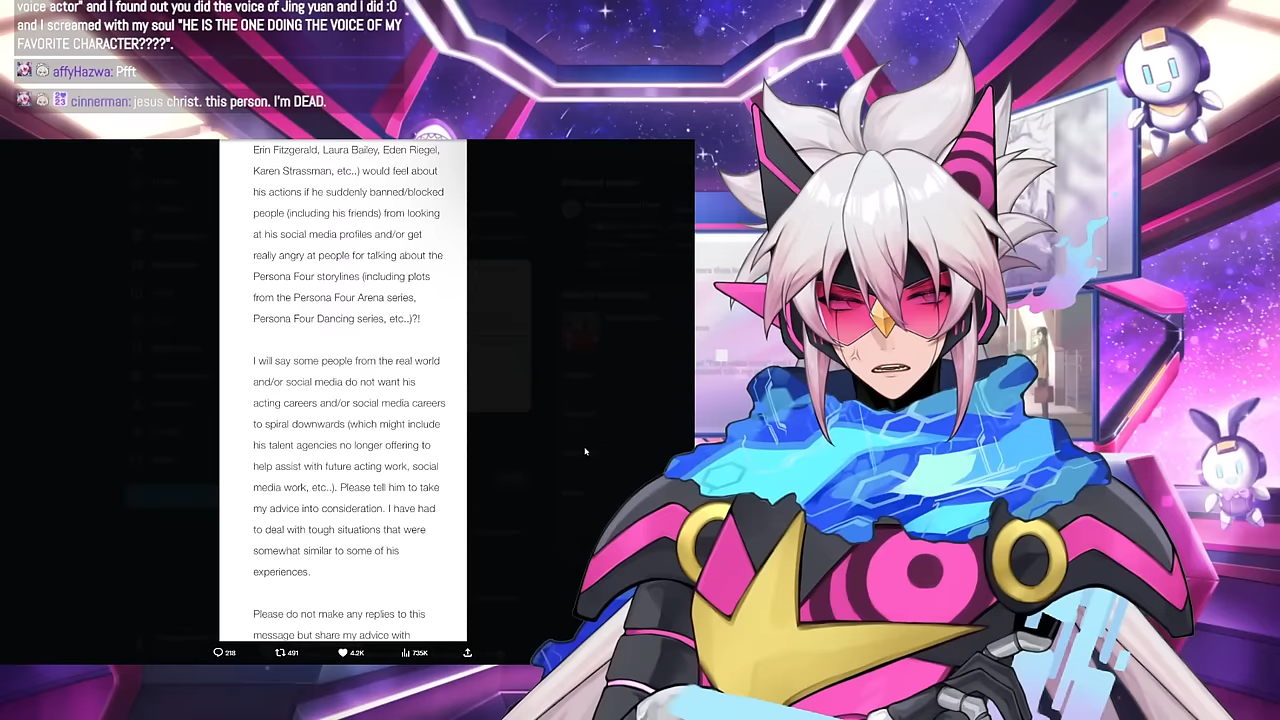 voice actor" and I found out you did the voice of Jing yuan and I did :O
and I screamed with my soul "HE IS THE ONE DOING THE VOICE OF MY
FAVORITE CHARACTER????".
affyHazwa: Pfft
cinnerman: jesus christ. this person. I'm DEAD.
Erin Fitzgerald, Laura Bailey, Eden Riegel,
Karen Strassman, etc..) would feel about
his actions if he suddenly banned/blocked
people (including his friends) from looking
at his social media profiles and/or get
really angry at people for talking about the
Persona Four storylines (including plots
from the Persona Four Arena series,
Persona Four Dancing series, etc..)?!
I will say some people from the real world
and/or social media do not want his
acting careers and/or social media careers
to spiral downwards (which might include
his talent agencies no longer offering to
help assist with future acting work, social
media work, etc..). Please tell him to take
my advice into consideration. I have had
to deal with tough situations that were
somewhat similar to some of his
experiences.
Please do not make any replies to this
message but share my advice with
218 491 4.2K 735K